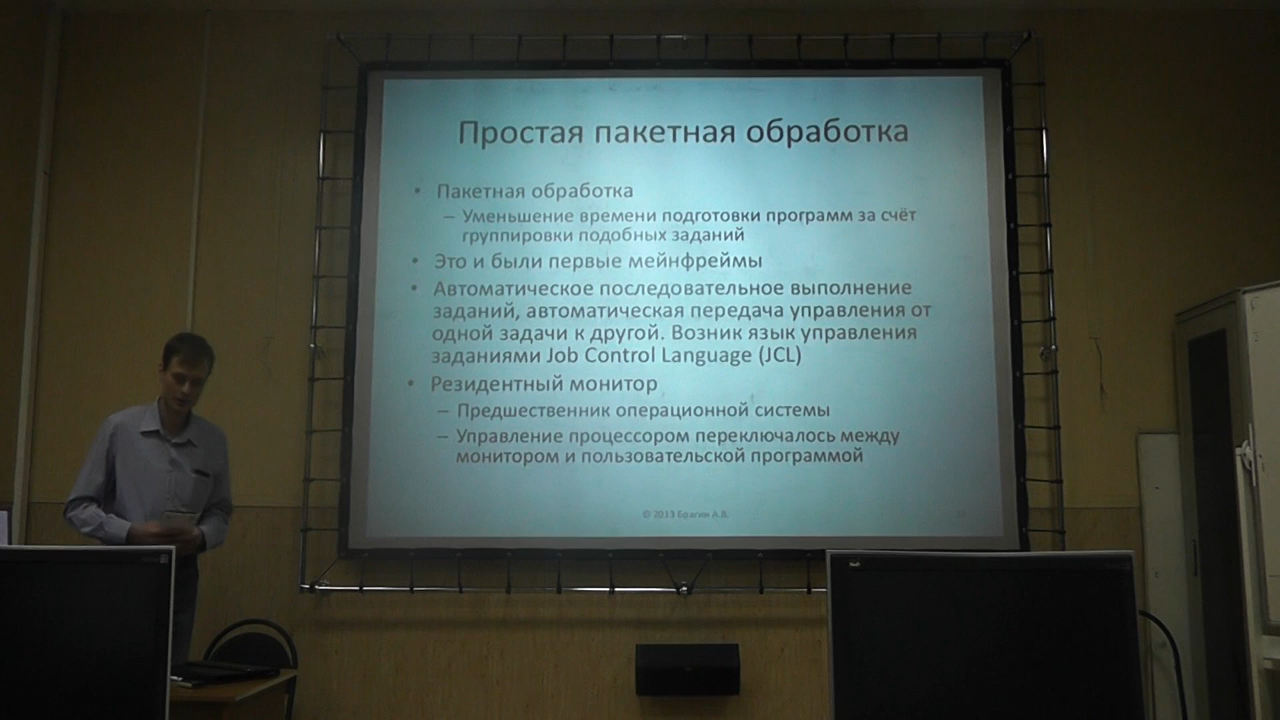 Простая пакетная обработка
• Пакетная обработка
– Уменьшение времени подготовки программ за счёт
группировки подобных заданий
• Это и были первые мейнфреймы
• Автоматическое последовательное выполнение
заданий, автоматическая передача управления от
одной задачи к другой. Возник язык управления
заданиями Job Control Language (JCL)
• Резидентный монитор
– Предшественник операционной системы
– Управление процессором переключалось между
монитором и пользовательской программой
© 2013 Брагин А.В.